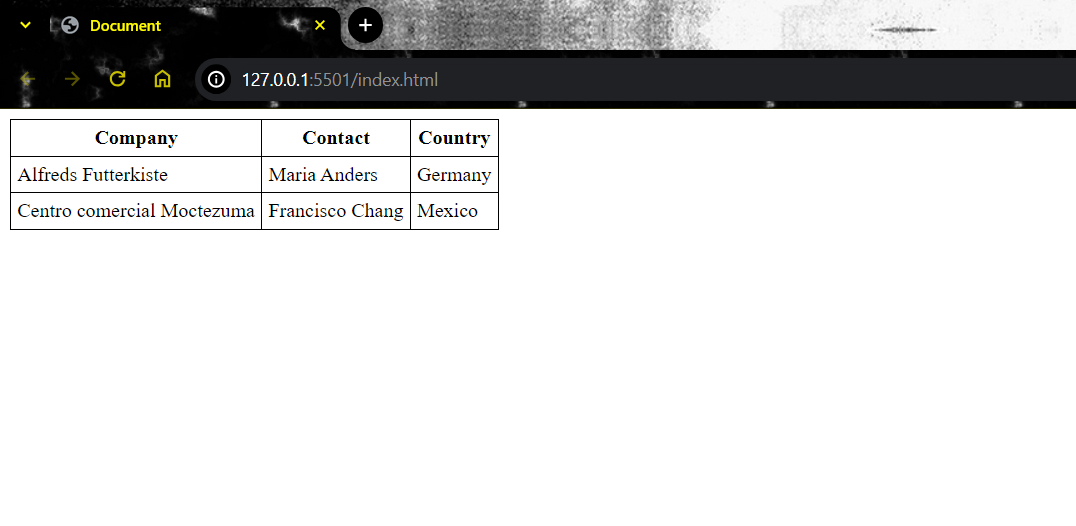 Document
127.0.0.1:5501/index.html
Company Contact Country
Alfreds Futterkiste Maria Anders Germany
Centro comercial Moctezuma Francisco Chang Mexico